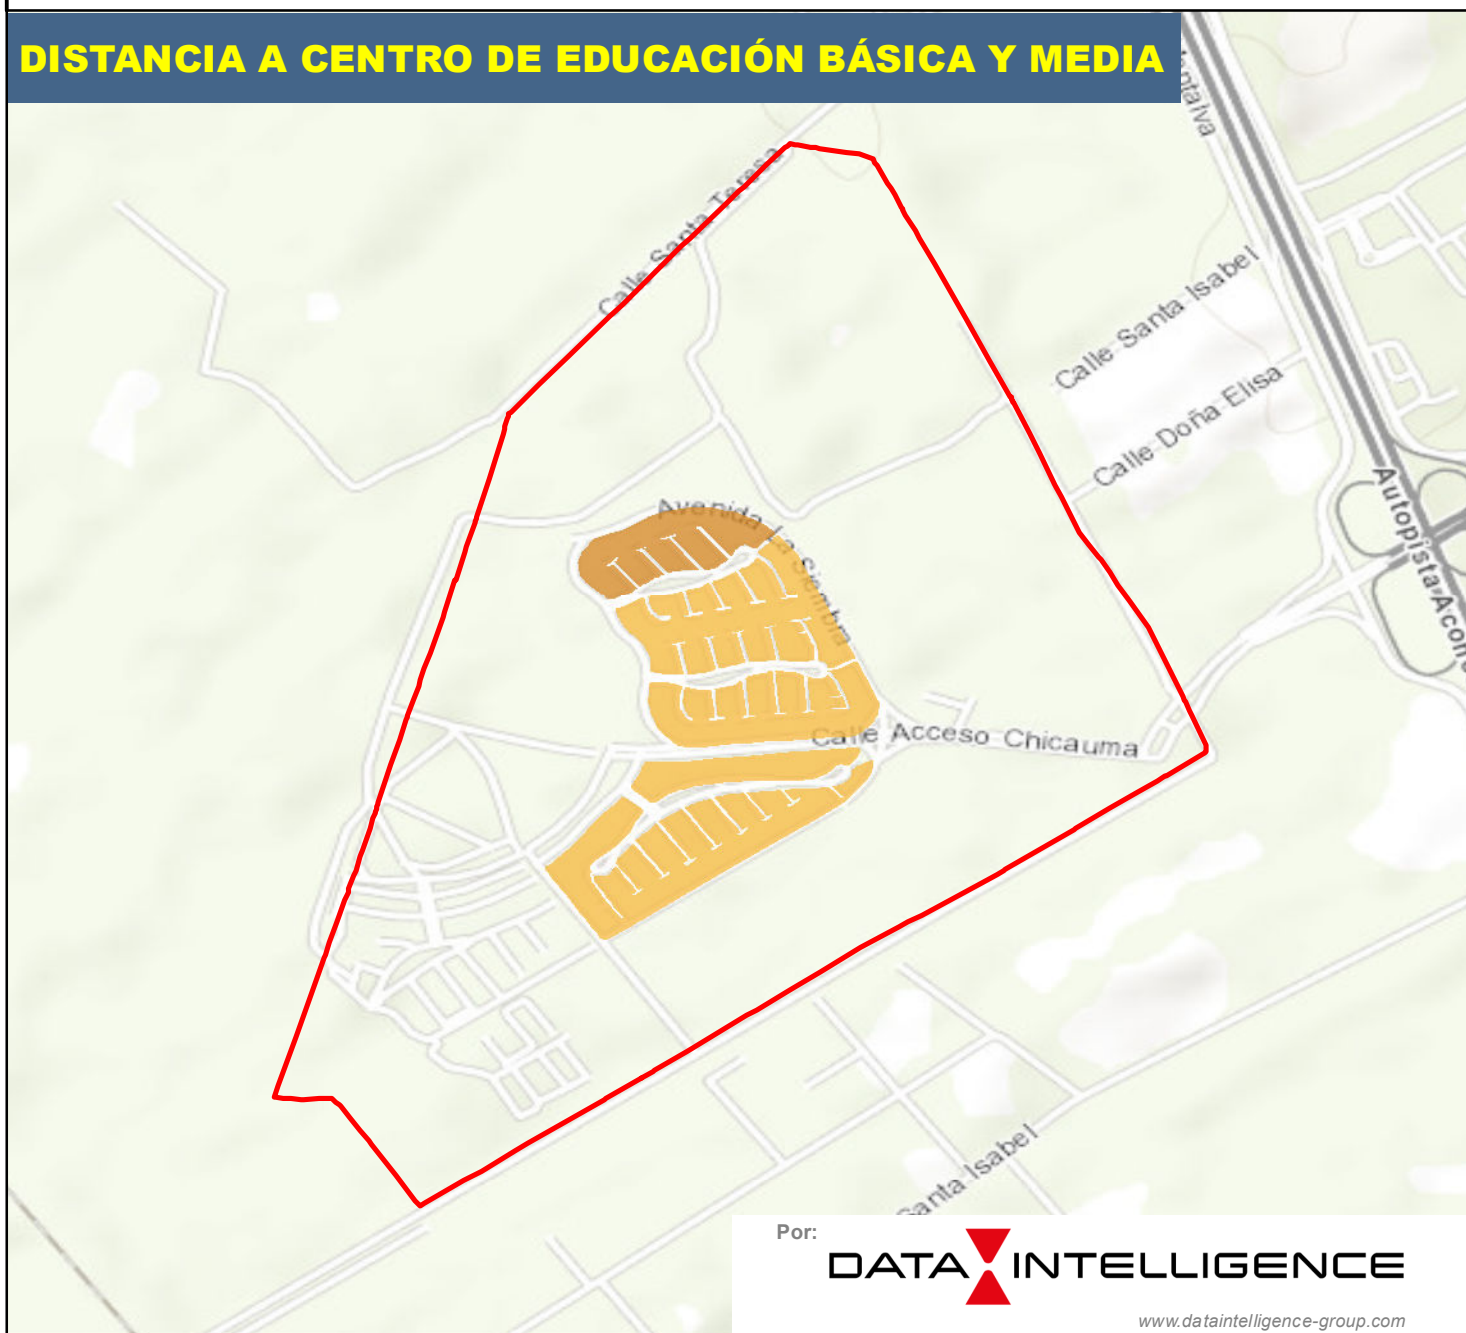 DISTANCIA A CENTRO DE EDUCACIÓN BÁSICA Y MEDIA
Calle Santa Teresa
Calle Santa Isabel
Calle Doña Elisa
Autopista Aconc
Avenida La Siembra
Calle Acceso Chicauma
Santa Isabel
Por:
DATA INTELLIGENCE
www.dataintelligence-group.com